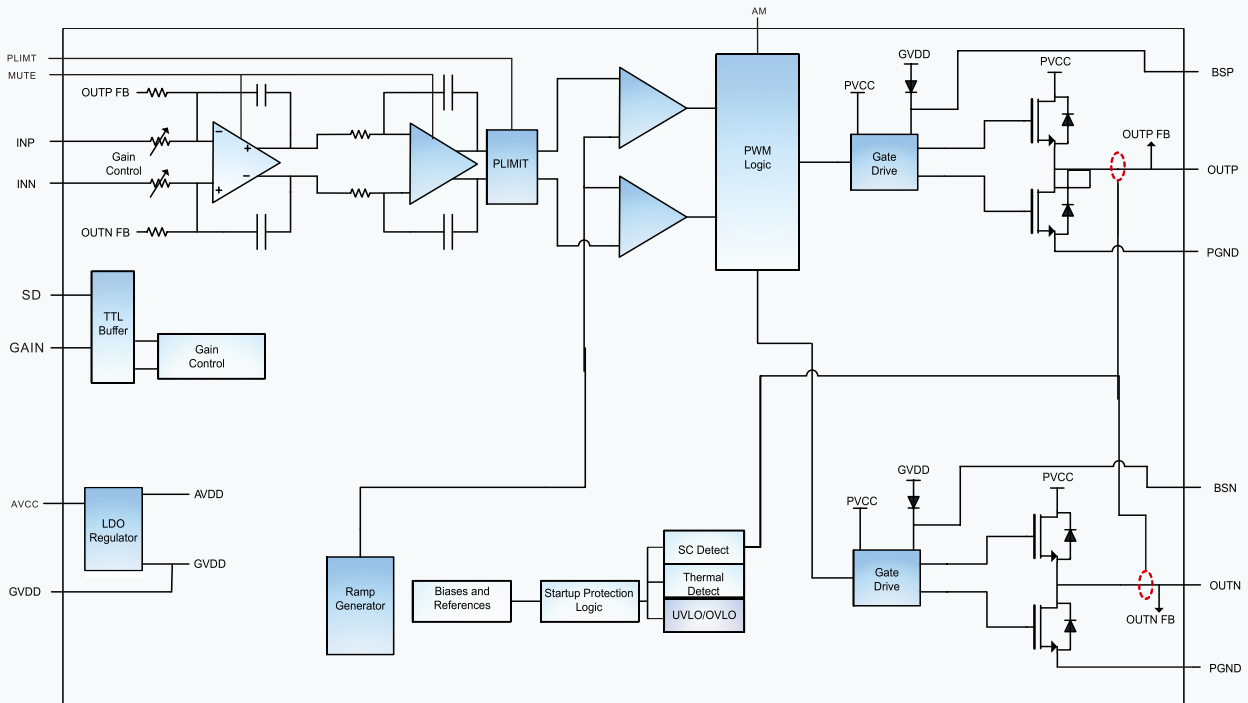 AM
PLIMT
MUTE
OUTP FB
INP
Gain
Control
INN
OUTN FB
−
+
+
−
PLIMIT
PWM
Logic
PVCC
GVDD
Gate
Drive
PVCC
BSP
OUTP FB
OUTP
PGND
SD
GAIN
TTL
Buffer
Gain
Control
AVCC
GVDD
LDO
Regulator
AVDD
GVDD
Ramp
Generator
Biases and
References
Startup Protection
Logic
SC Detect
Thermal
Detect
UVLO/OVLO
PVCC
GVDD
Gate
Drive
PVCC
BSN
OUTN
OUTN FB
PGND